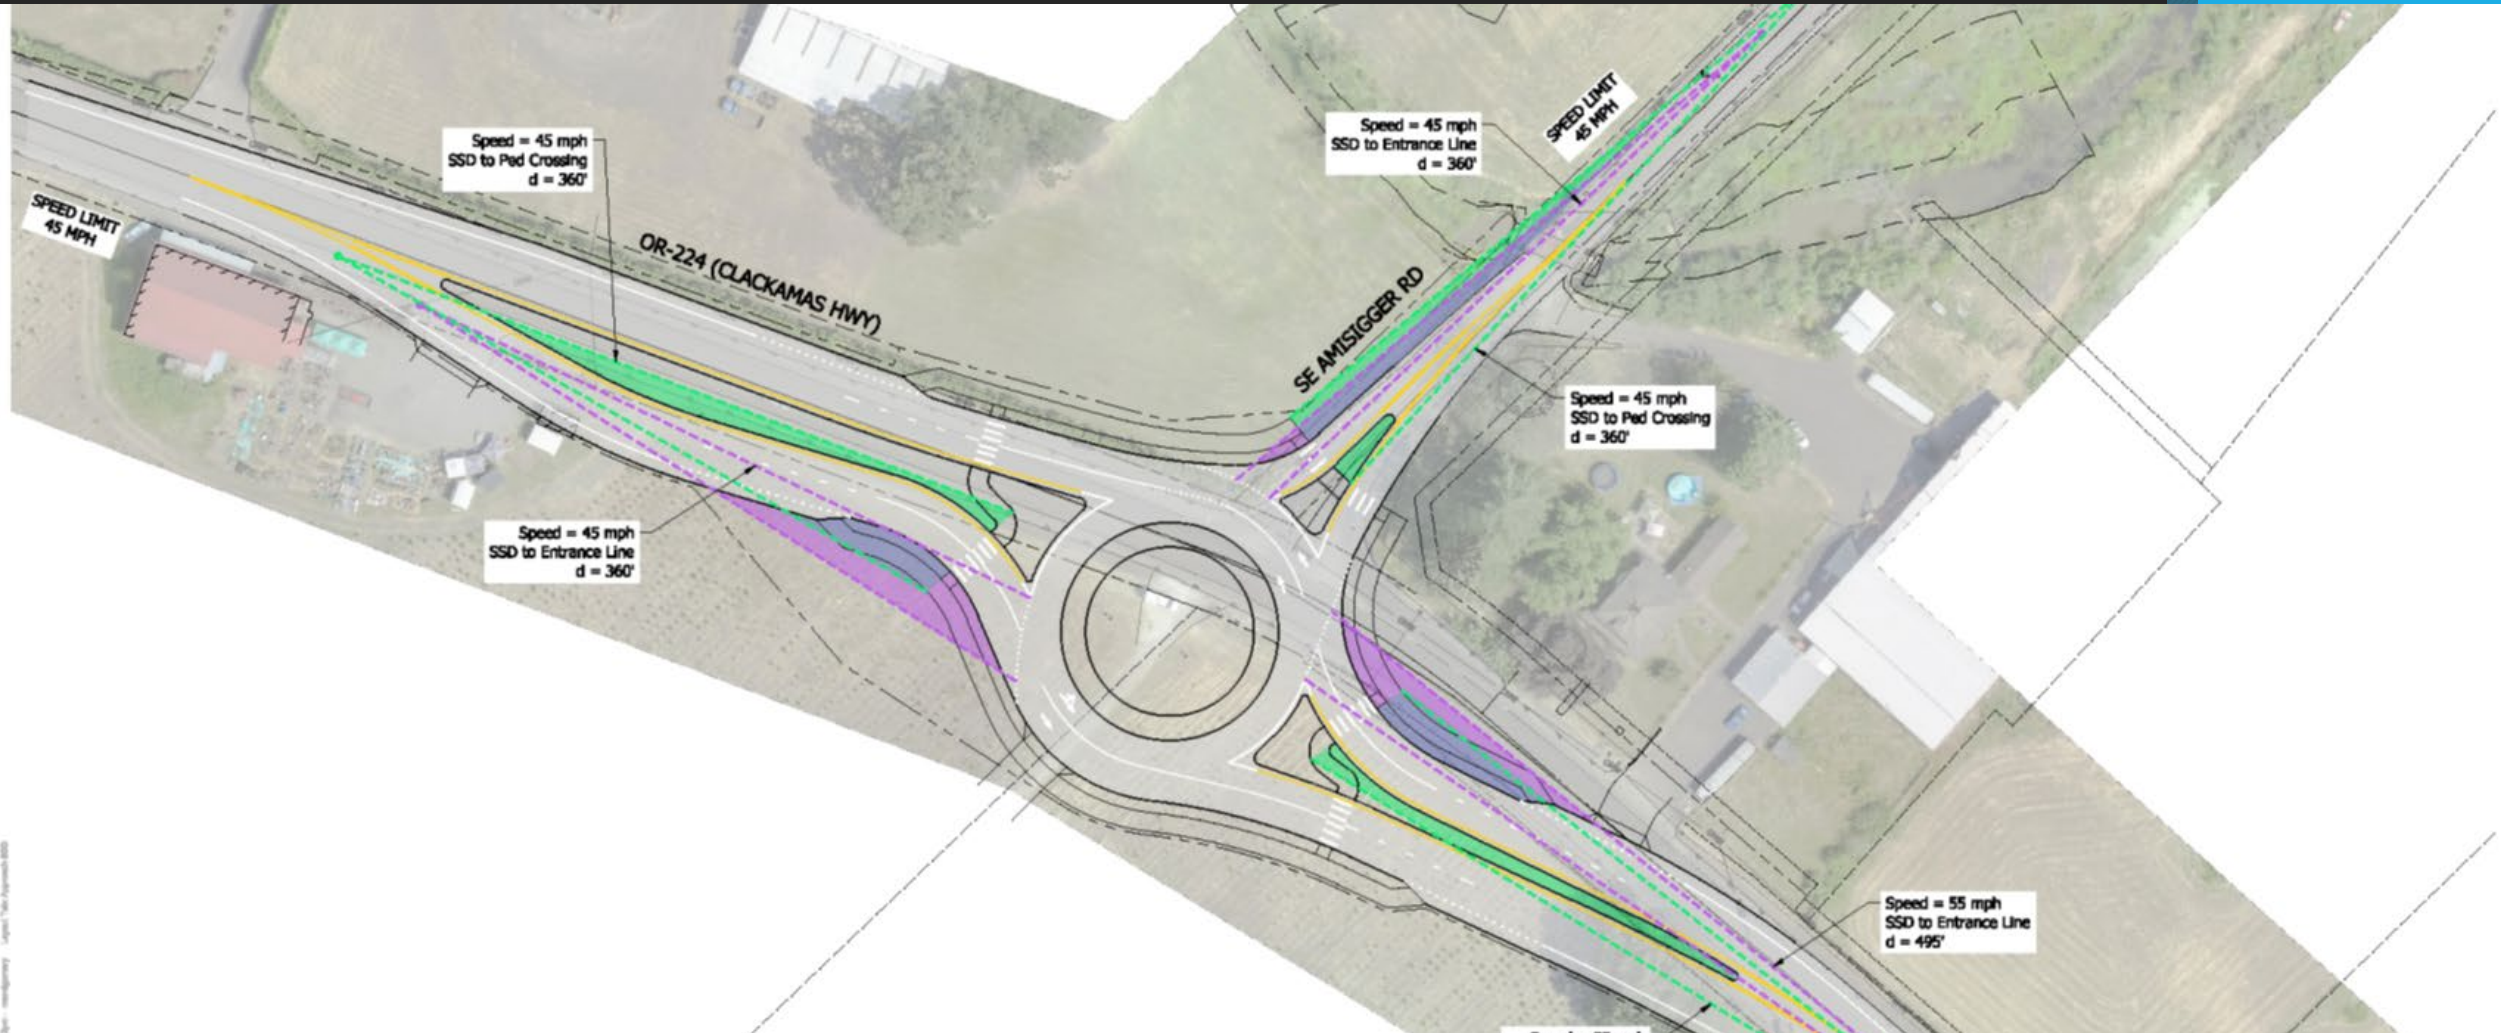 Speed = 45 mph
SSD to Ped Crossing
d = 360'
SPEED LIMIT
45 MPH
OR-224 (CLACKAMAS HWY)
Speed = 45 mph
SSD to Entrance Line
d = 360'
SPEED LIMIT
45 MPH
SE AMISIGGER RD
Speed = 45 mph
SSD to Ped Crossing
d = 360'
Speed = 45 mph
SSD to Entrance Line
d = 360'
Speed = 55 mph
SSD to Entrance Line
d = 495'